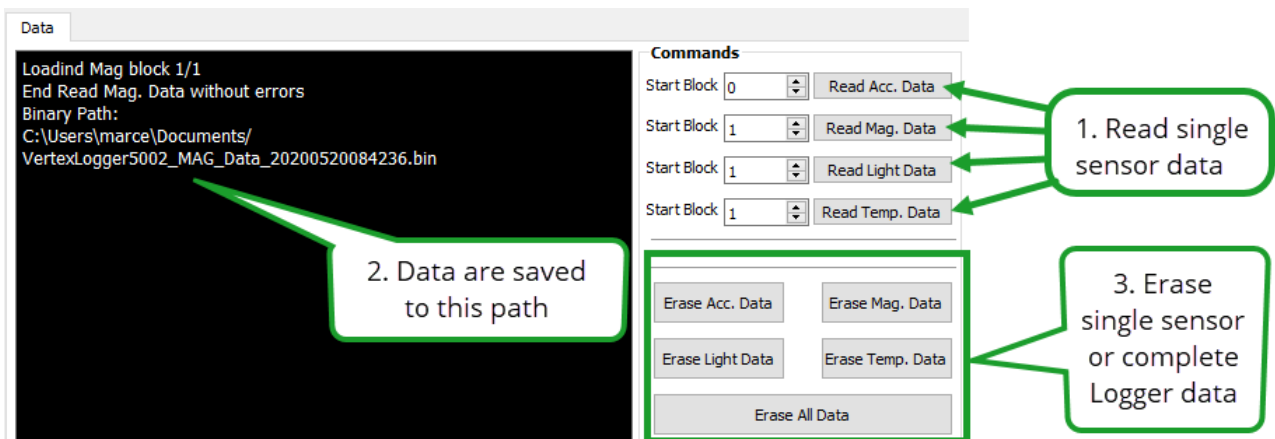 Data
Loadind Mag block 1/1
End Read Mag. Data without errors
Binary Path:
C:\Users\marce\Documents/
VertexLogger5002_MAG_Data_20200520084236.bin
2. Data are saved
to this path
Commands
Start Block 0 Read Acc. Data
Start Block 1 Read Mag. Data
Start Block 1 Read Light Data
Start Block 1 Read Temp. Data
1. Read single
sensor data
Erase Acc. Data Erase Mag. Data
Erase Light Data Erase Temp. Data
Erase All Data
3. Erase
single sensor
or complete
Logger data